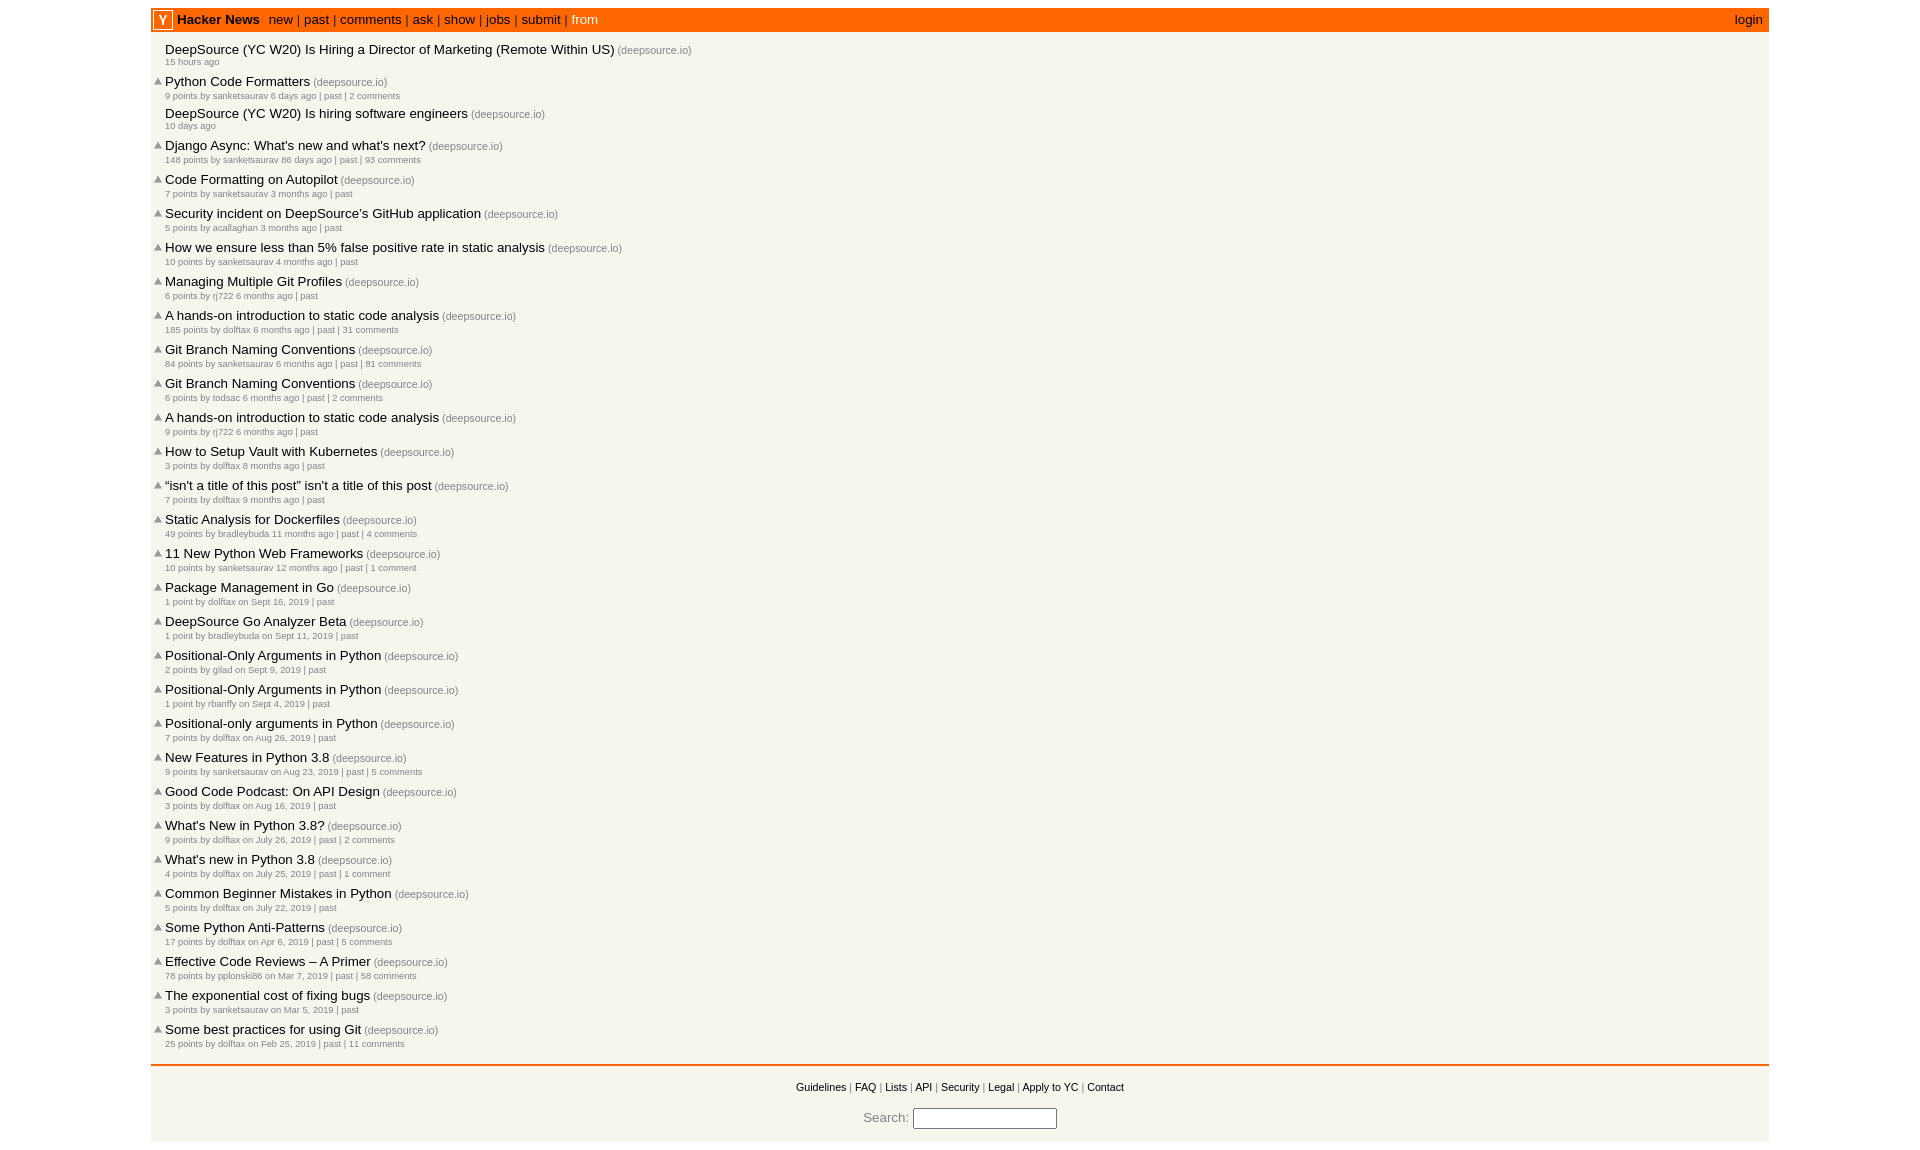 Y Hacker News new | past | comments | ask | show | jobs | submit | from login
DeepSource (YC W20) Is Hiring a Director of Marketing (Remote Within US) (deepsource.io)
15 hours ago
Python Code Formatters (deepsource.io)
9 points by sanketsaurav 6 days ago | past | 2 comments
DeepSource (YC W20) Is hiring software engineers (deepsource.io)
10 days ago
Django Async: What's new and what's next? (deepsource.io)
148 points by sanketsaurav 86 days ago | past | 93 comments
Code Formatting on Autopilot (deepsource.io)
7 points by sanketsaurav 3 months ago | past
Security incident on DeepSource’s GitHub application (deepsource.io)
5 points by acallaghan 3 months ago | past
How we ensure less than 5% false positive rate in static analysis (deepsource.io)
10 points by sanketsaurav 4 months ago | past
Managing Multiple Git Profiles (deepsource.io)
6 points by rj722 6 months ago | past
A hands-on introduction to static code analysis (deepsource.io)
185 points by dolftax 6 months ago | past | 31 comments
Git Branch Naming Conventions (deepsource.io)
84 points by sanketsaurav 6 months ago | past | 81 comments
Git Branch Naming Conventions (deepsource.io)
6 points by todsac 6 months ago | past | 2 comments
A hands-on introduction to static code analysis (deepsource.io)
9 points by rj722 6 months ago | past
How to Setup Vault with Kubernetes (deepsource.io)
3 points by dolftax 8 months ago | past
“isn't a title of this post” isn't a title of this post (deepsource.io)
7 points by dolftax 9 months ago | past
Static Analysis for Dockerfiles (deepsource.io)
49 points by bradleybuda 11 months ago | past | 4 comments
11 New Python Web Frameworks (deepsource.io)
10 points by sanketsaurav 12 months ago | past | 1 comment
Package Management in Go (deepsource.io)
1 point by dolftax on Sept 16, 2019 | past
DeepSource Go Analyzer Beta (deepsource.io)
1 point by bradleybuda on Sept 11, 2019 | past
Positional-Only Arguments in Python (deepsource.io)
2 points by gilad on Sept 9, 2019 | past
Positional-Only Arguments in Python (deepsource.io)
1 point by rbanffy on Sept 4, 2019 | past
Positional-only arguments in Python (deepsource.io)
7 points by dolftax on Aug 26, 2019 | past
New Features in Python 3.8 (deepsource.io)
9 points by sanketsaurav on Aug 23, 2019 | past | 5 comments
Good Code Podcast: On API Design (deepsource.io)
3 points by dolftax on Aug 16, 2019 | past
What's New in Python 3.8? (deepsource.io)
9 points by dolftax on July 26, 2019 | past | 2 comments
What's new in Python 3.8 (deepsource.io)
4 points by dolftax on July 25, 2019 | past | 1 comment
Common Beginner Mistakes in Python (deepsource.io)
5 points by dolftax on July 22, 2019 | past
Some Python Anti-Patterns (deepsource.io)
17 points by dolftax on Apr 6, 2019 | past | 5 comments
Effective Code Reviews – A Primer (deepsource.io)
78 points by pplonski86 on Mar 7, 2019 | past | 58 comments
The exponential cost of fixing bugs (deepsource.io)
3 points by sanketsaurav on Mar 5, 2019 | past
Some best practices for using Git (deepsource.io)
25 points by dolftax on Feb 25, 2019 | past | 11 comments
Guidelines | FAQ | Lists | API | Security | Legal | Apply to YC | Contact
Search: